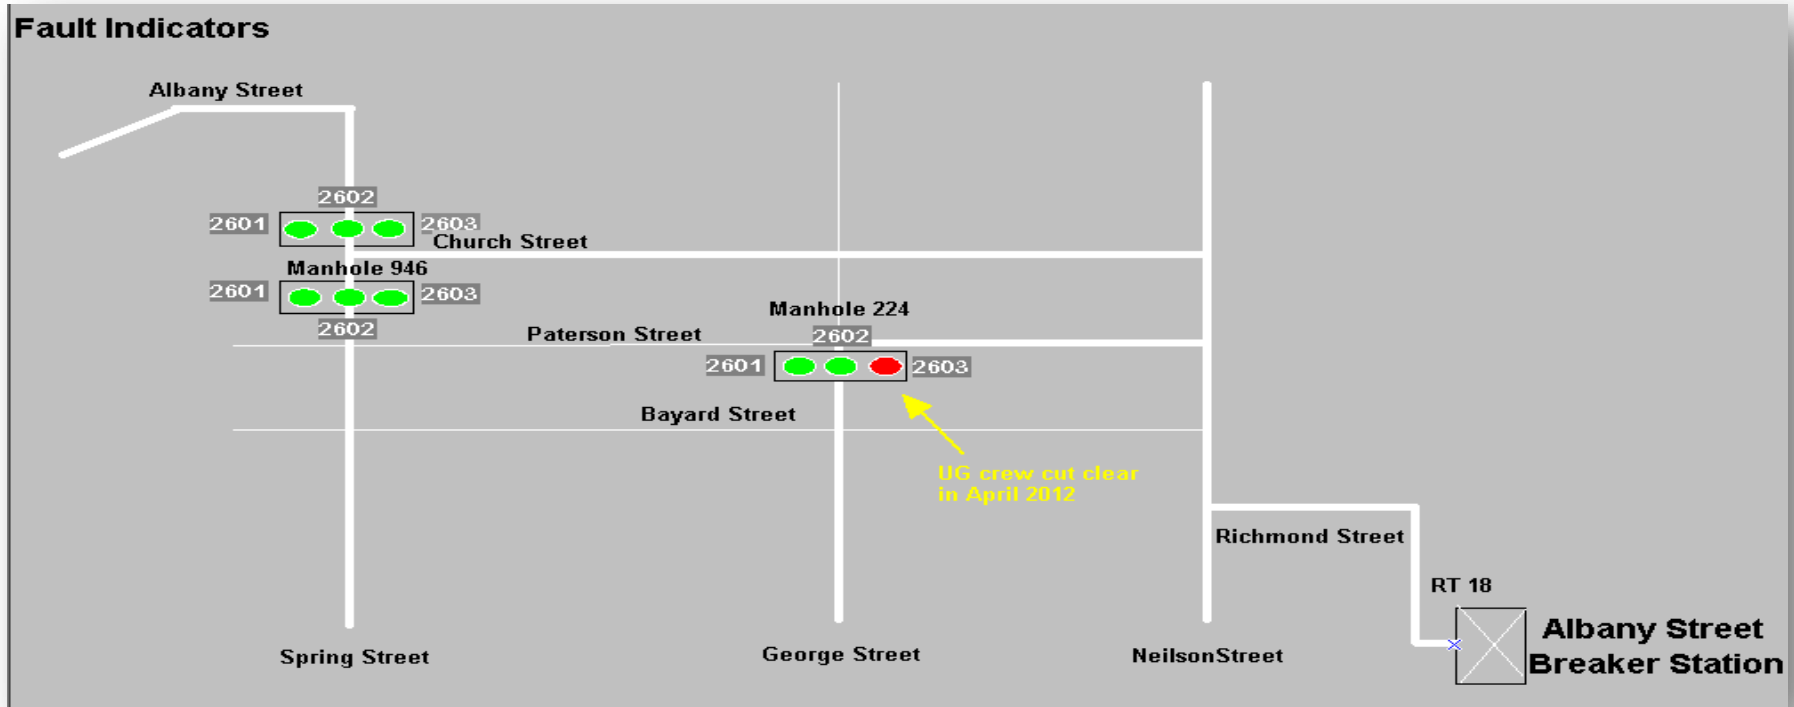 Fault Indicators
Albany Street
2602
2601
2603
Church Street
Manhole 946
2601
2603
2602
Manhole 224
Paterson Street
2602
2601
2603
Bayard Street
UG crew cut clear
in April 2012
Richmond Street
RT 18
Albany Street
Breaker Station
Spring Street
George Street
NeilsonStreet